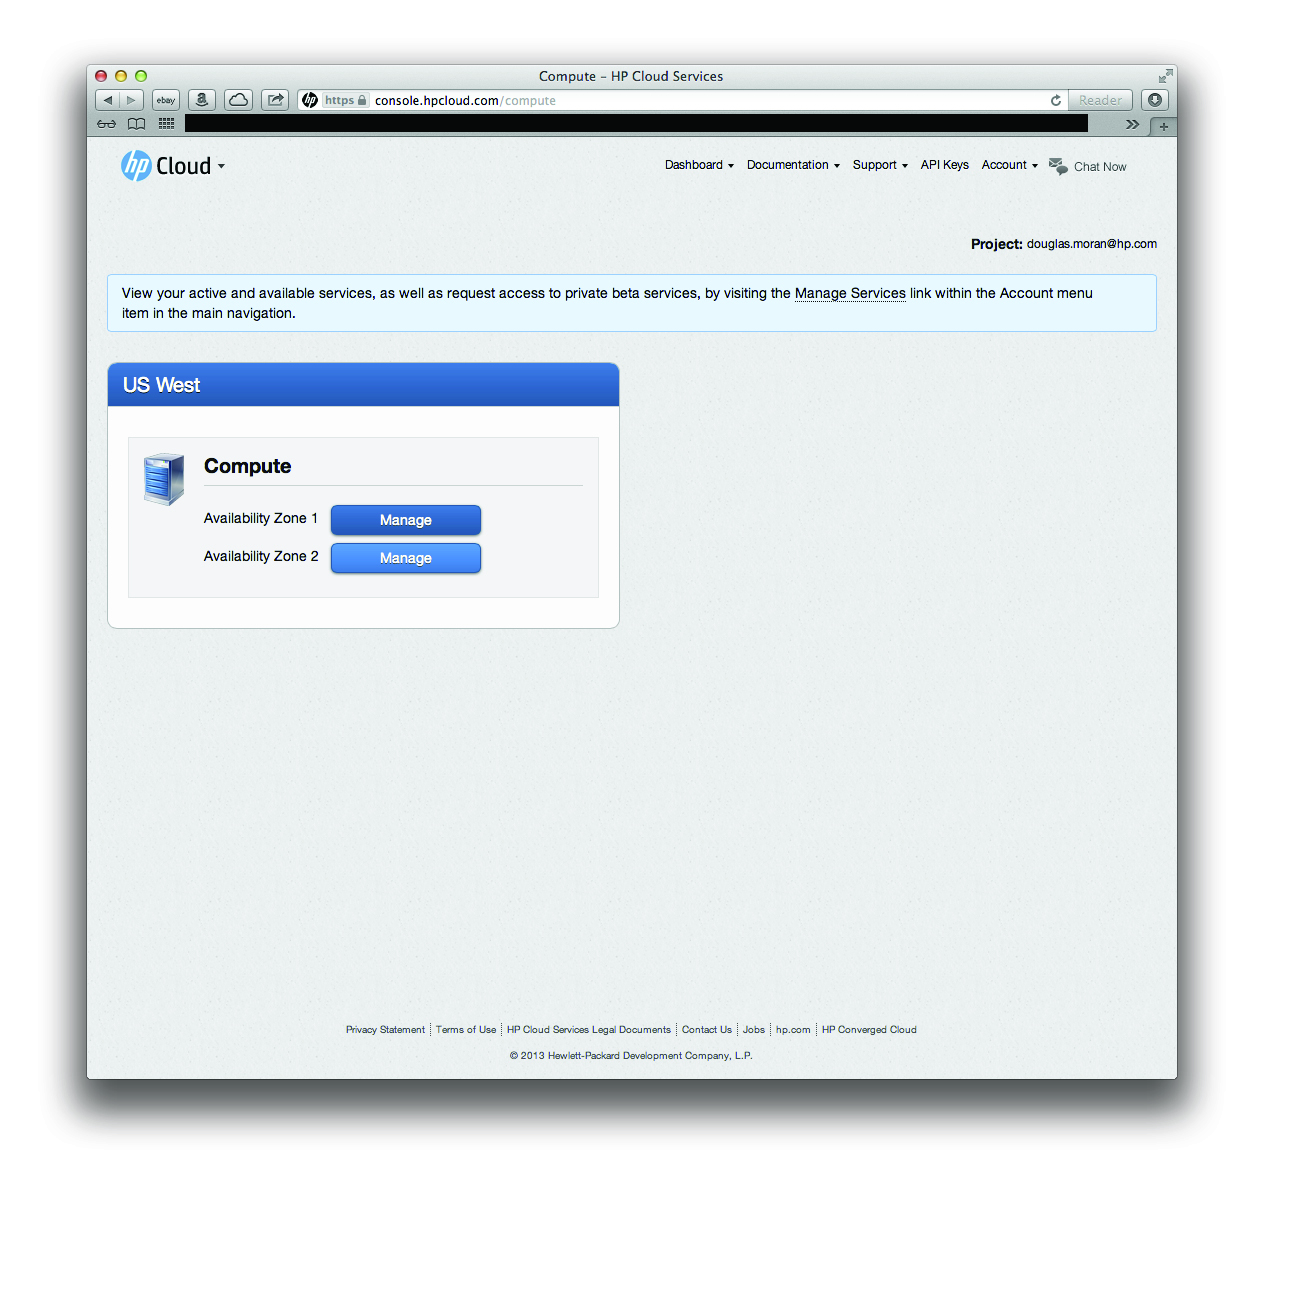 Compute – HP Cloud Services
ebay a hp https console.hpcloud.com/compute Reader
hp Cloud
Dashboard Documentation Support API Keys Account Chat Now
Project: douglas.moran@hp.com
View your active and available services, as well as request access to private beta services, by visiting the Manage Services link within the Account menu
item in the main navigation.
US West
Compute
Availability Zone 1 Manage
Availability Zone 2 Manage
Privacy Statement Terms of Use HP Cloud Services Legal Documents Contact Us Jobs hp.com HP Converged Cloud
© 2013 Hewlett-Packard Development Company, L.P.